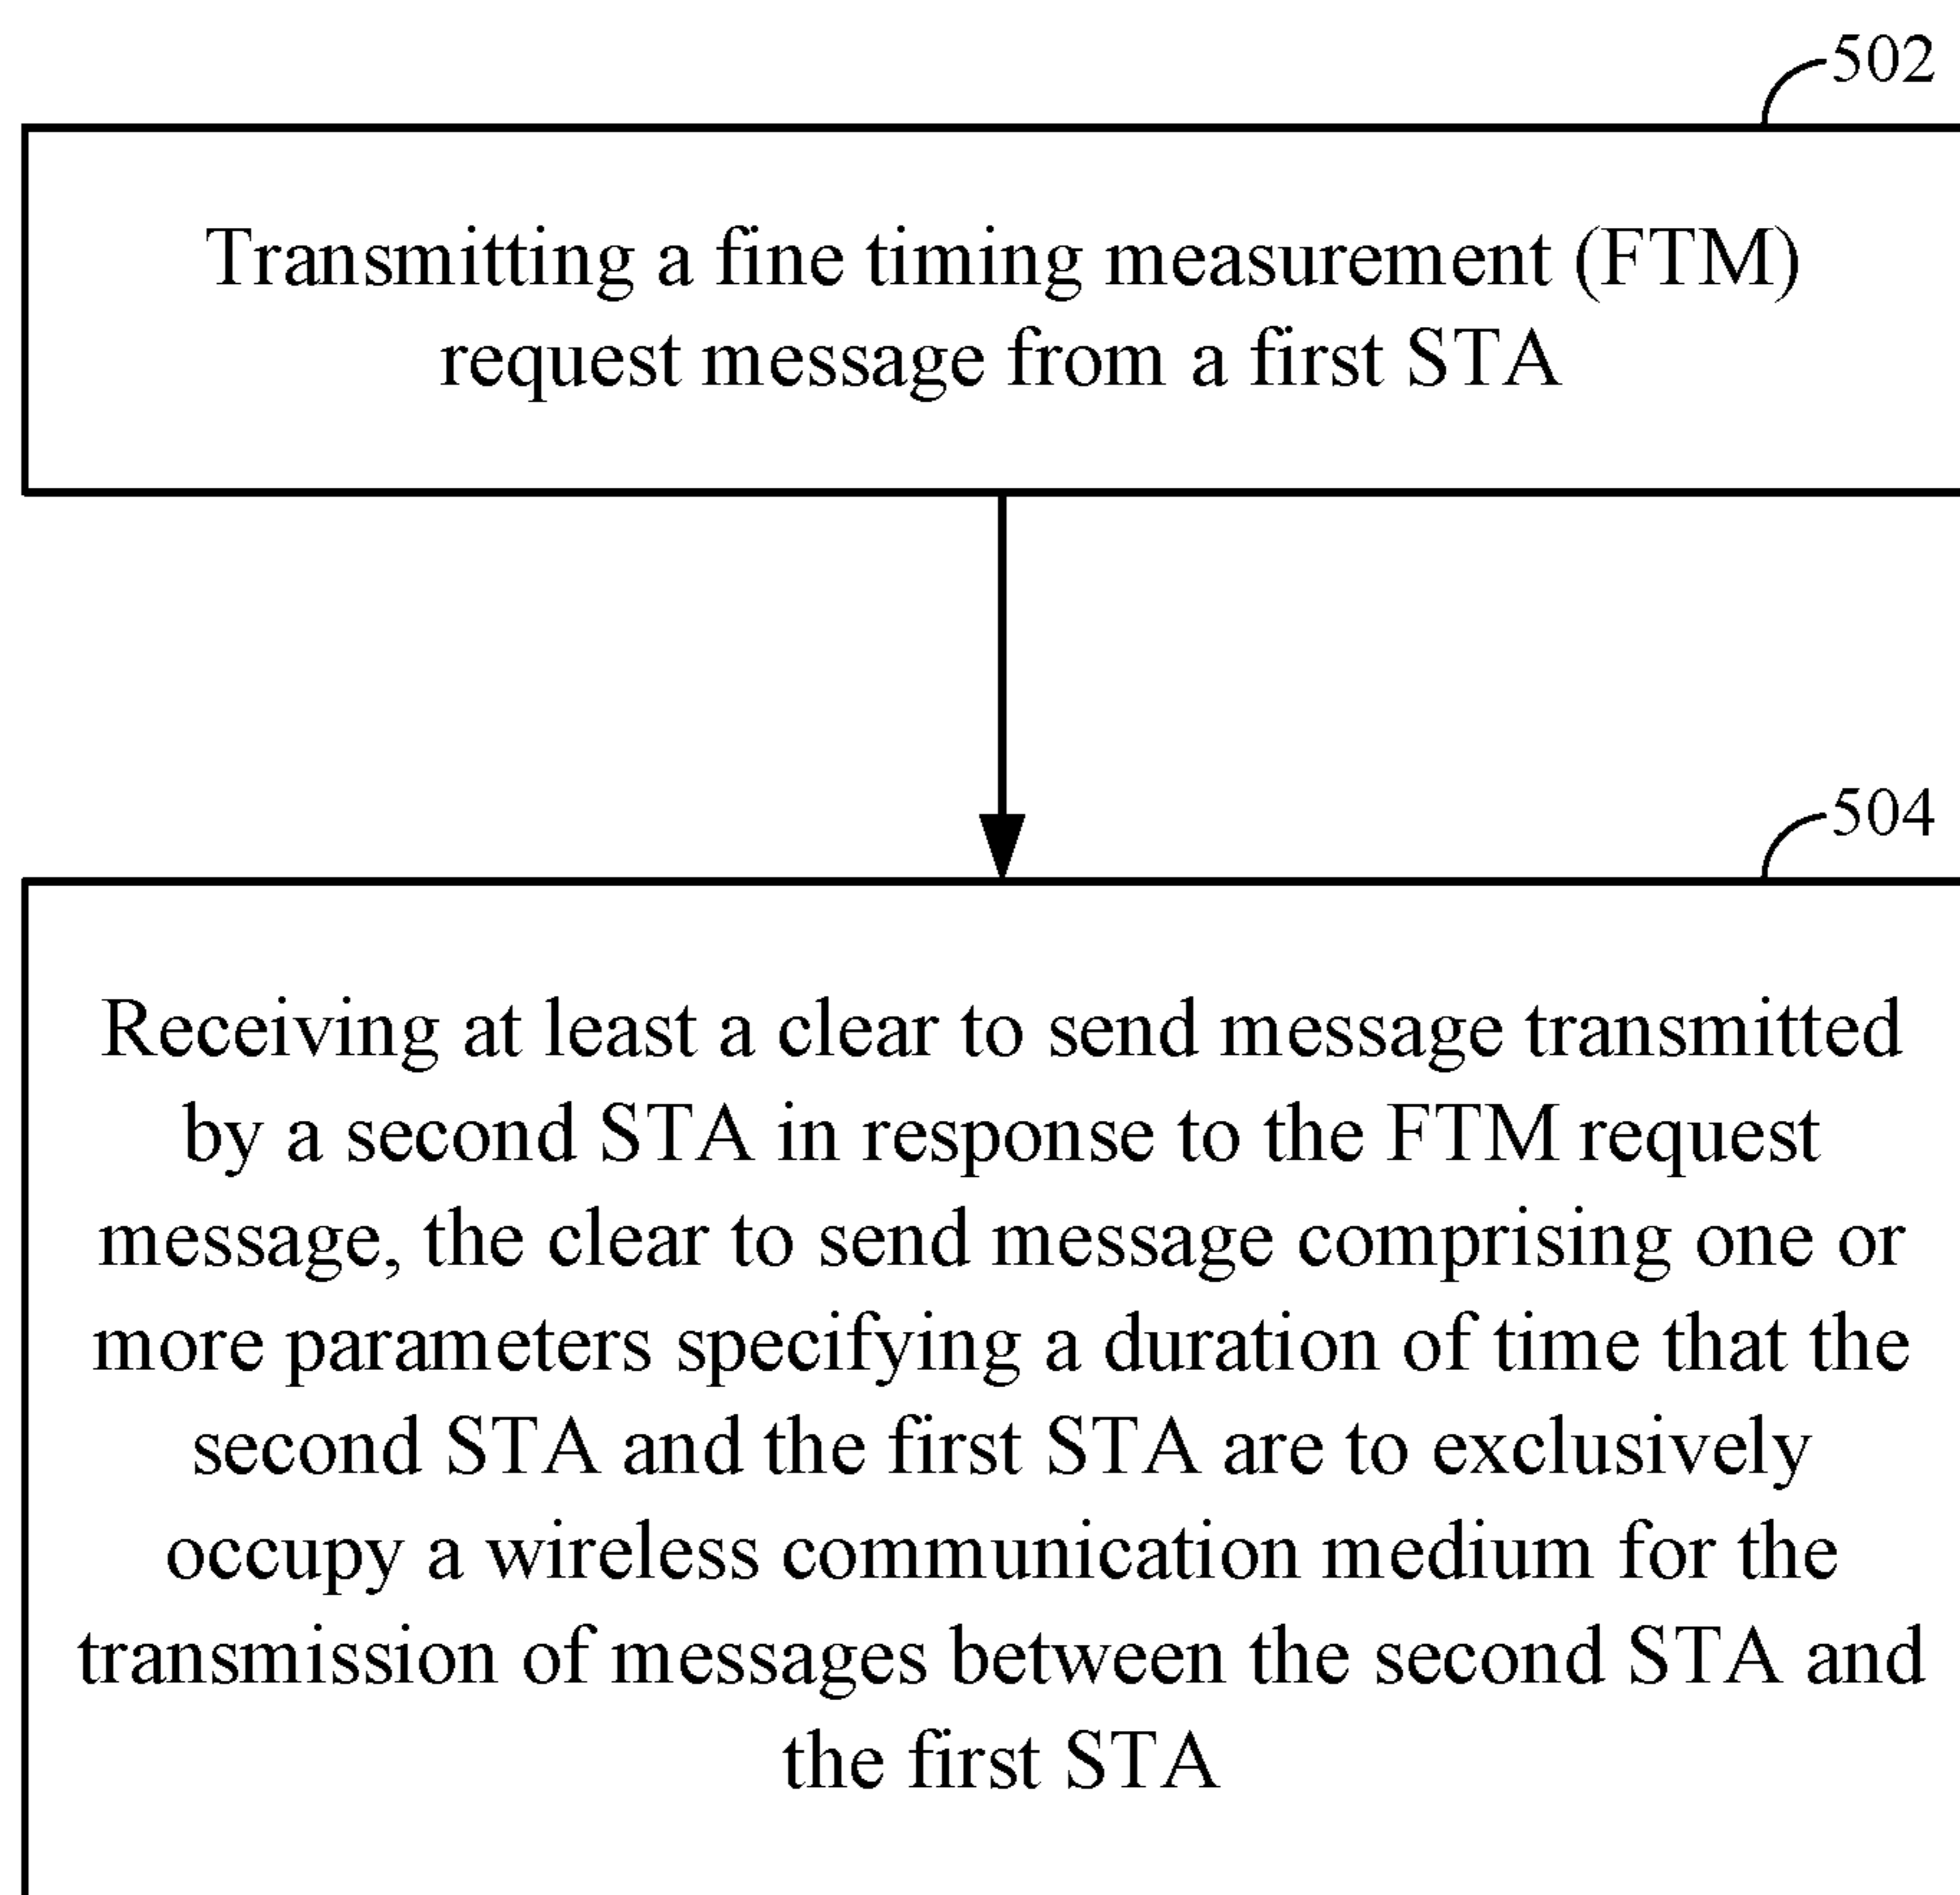 502
Transmitting a fine timing measurement (FTM)
request message from a first STA
504
Receiving at least a clear to send message transmitted
by a second STA in response to the FTM request
message, the clear to send message comprising one or
more parameters specifying a duration of time that the
second STA and the first STA are to exclusively
occupy a wireless communication medium for the
transmission of messages between the second STA and
the first STA